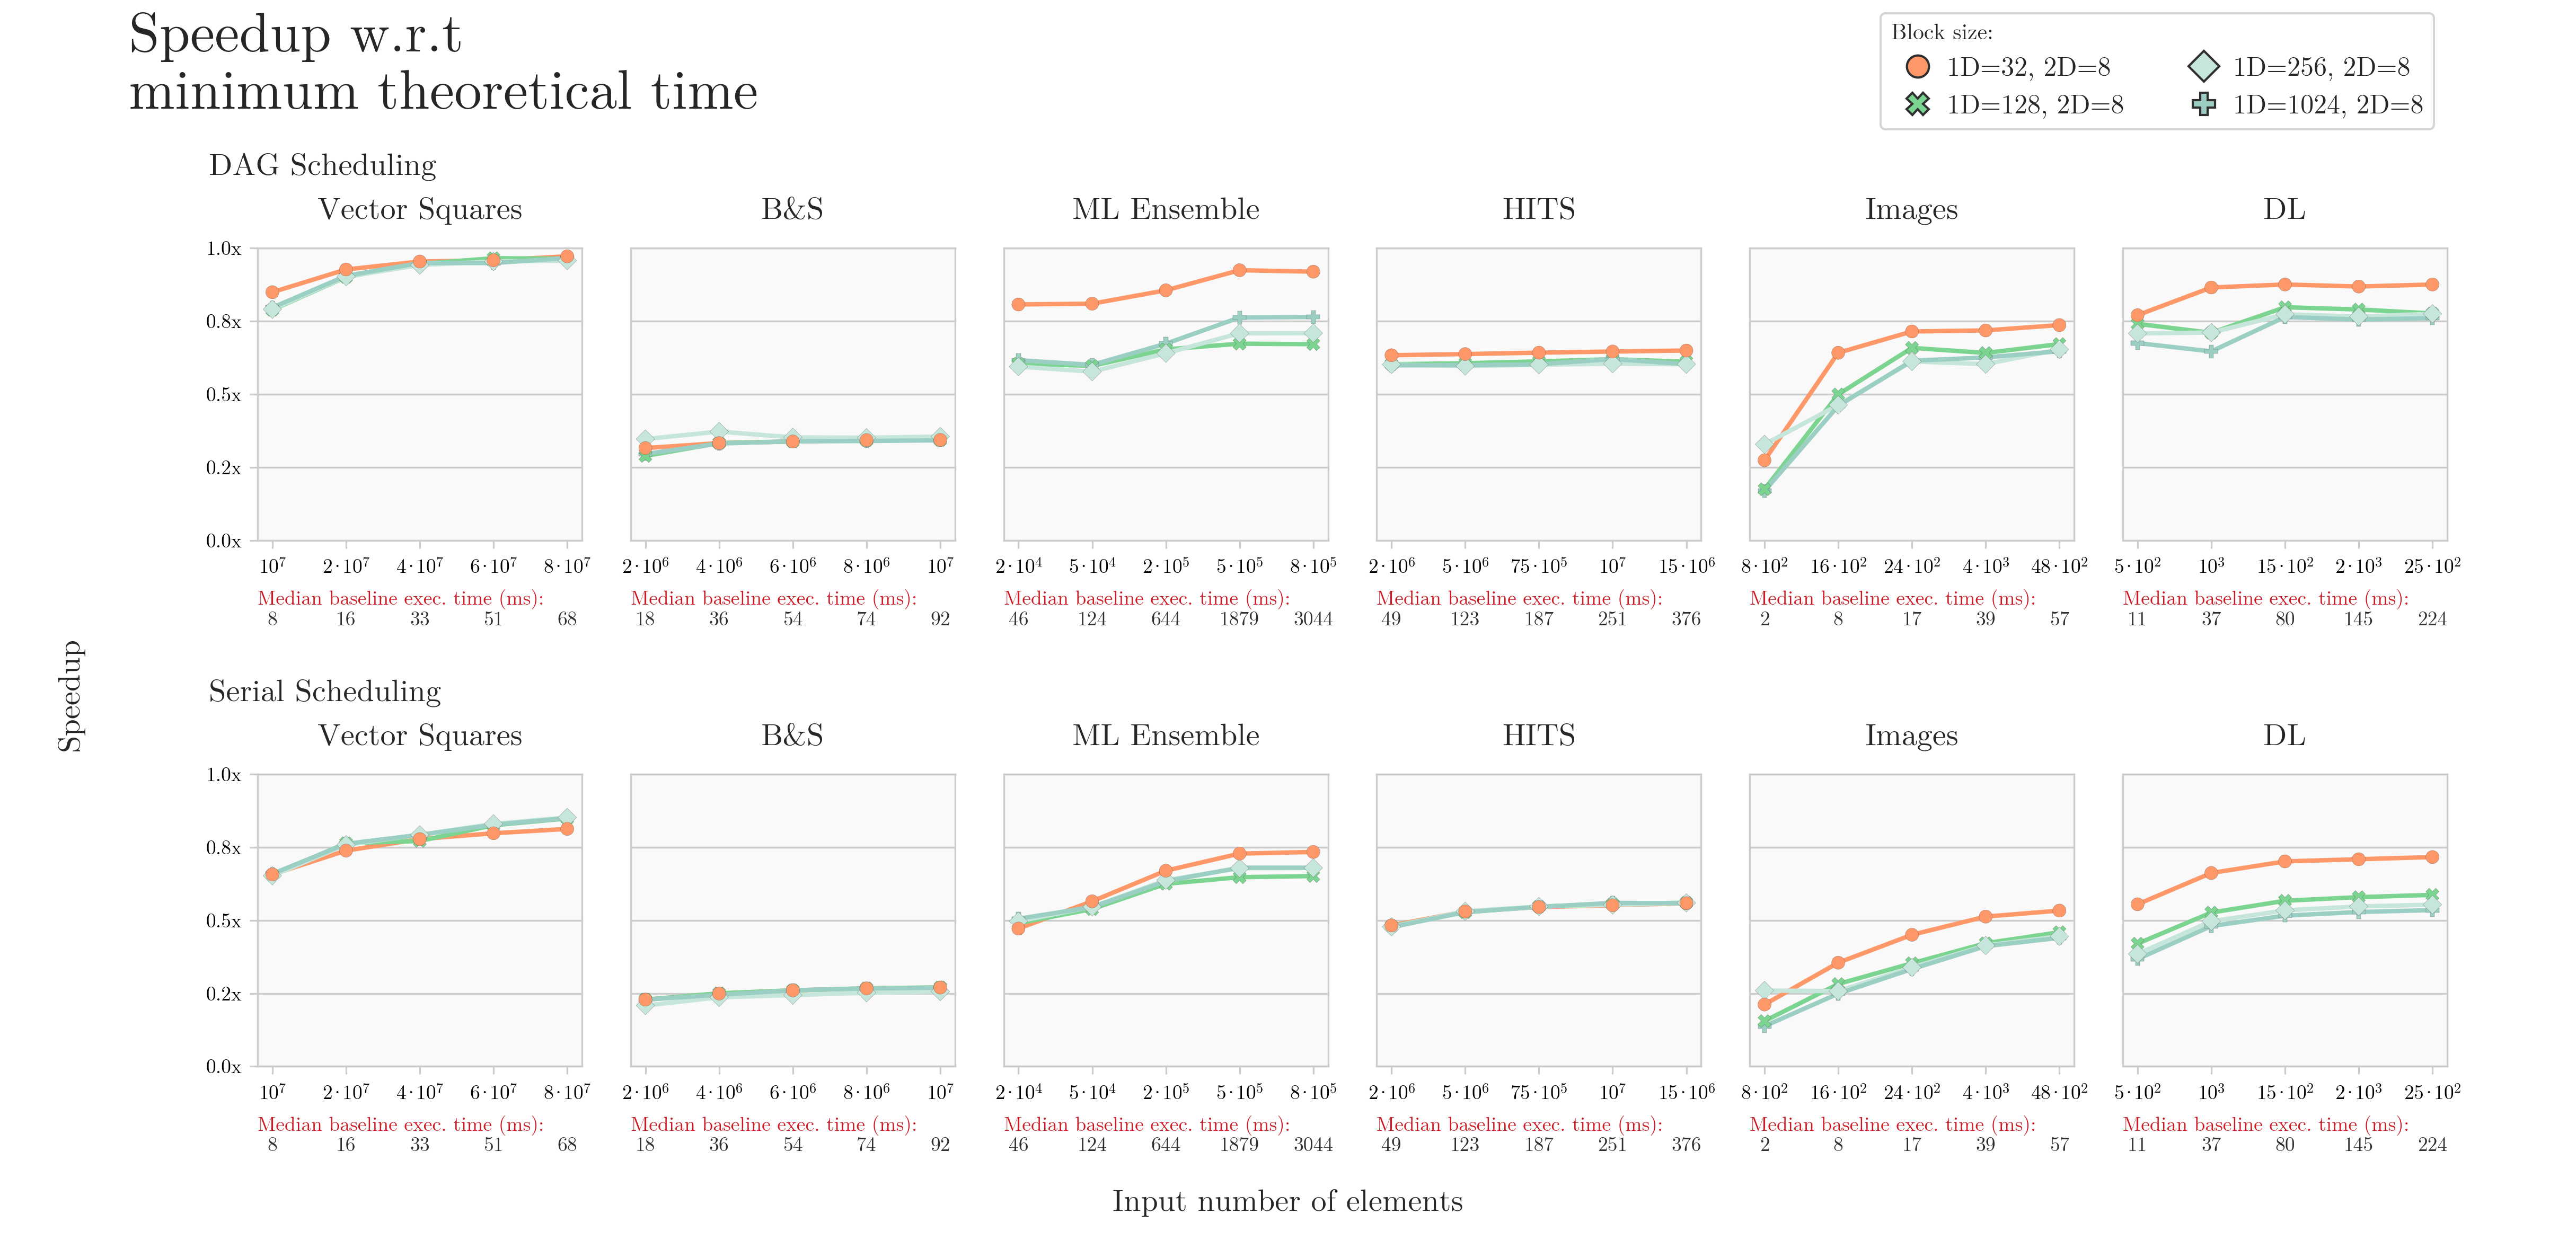 Speedup w.r.t
minimum theoretical time
Block size:
1D=32, 2D=8
1D=256, 2D=8
1D=128, 2D=8
1D=1024, 2D=8
DAG Scheduling
Vector Squares
B&S
ML Ensemble
HITS
Images
DL
1.0x
0.8x
0.5x
0.2x
0.0x
10⁷ 2·10⁷ 4·10⁷ 6·10⁷ 8·10⁷
2·10⁶ 4·10⁶ 6·10⁶ 8·10⁶ 10⁷
2·10⁴ 5·10⁴ 2·10⁵ 5·10⁵ 8·10⁵
2·10⁶ 5·10⁶ 75·10⁵ 10⁷ 15·10⁶
8·10² 16·10² 24·10² 4·10³ 48·10²
5·10² 10³ 15·10² 2·10³ 25·10²
Median baseline exec. time (ms):
8 16 33 51 68
Median baseline exec. time (ms):
18 36 54 74 92
Median baseline exec. time (ms):
46 124 644 1879 3044
Median baseline exec. time (ms):
49 123 187 251 376
Median baseline exec. time (ms):
2 8 17 39 57
Median baseline exec. time (ms):
11 37 80 145 224
Speedup
Serial Scheduling
Vector Squares
B&S
ML Ensemble
HITS
Images
DL
1.0x
0.8x
0.5x
0.2x
0.0x
10⁷ 2·10⁷ 4·10⁷ 6·10⁷ 8·10⁷
2·10⁶ 4·10⁶ 6·10⁶ 8·10⁶ 10⁷
2·10⁴ 5·10⁴ 2·10⁵ 5·10⁵ 8·10⁵
2·10⁶ 5·10⁶ 75·10⁵ 10⁷ 15·10⁶
8·10² 16·10² 24·10² 4·10³ 48·10²
5·10² 10³ 15·10² 2·10³ 25·10²
Median baseline exec. time (ms):
8 16 33 51 68
Median baseline exec. time (ms):
18 36 54 74 92
Median baseline exec. time (ms):
46 124 644 1879 3044
Median baseline exec. time (ms):
49 123 187 251 376
Median baseline exec. time (ms):
2 8 17 39 57
Median baseline exec. time (ms):
11 37 80 145 224
Input number of elements